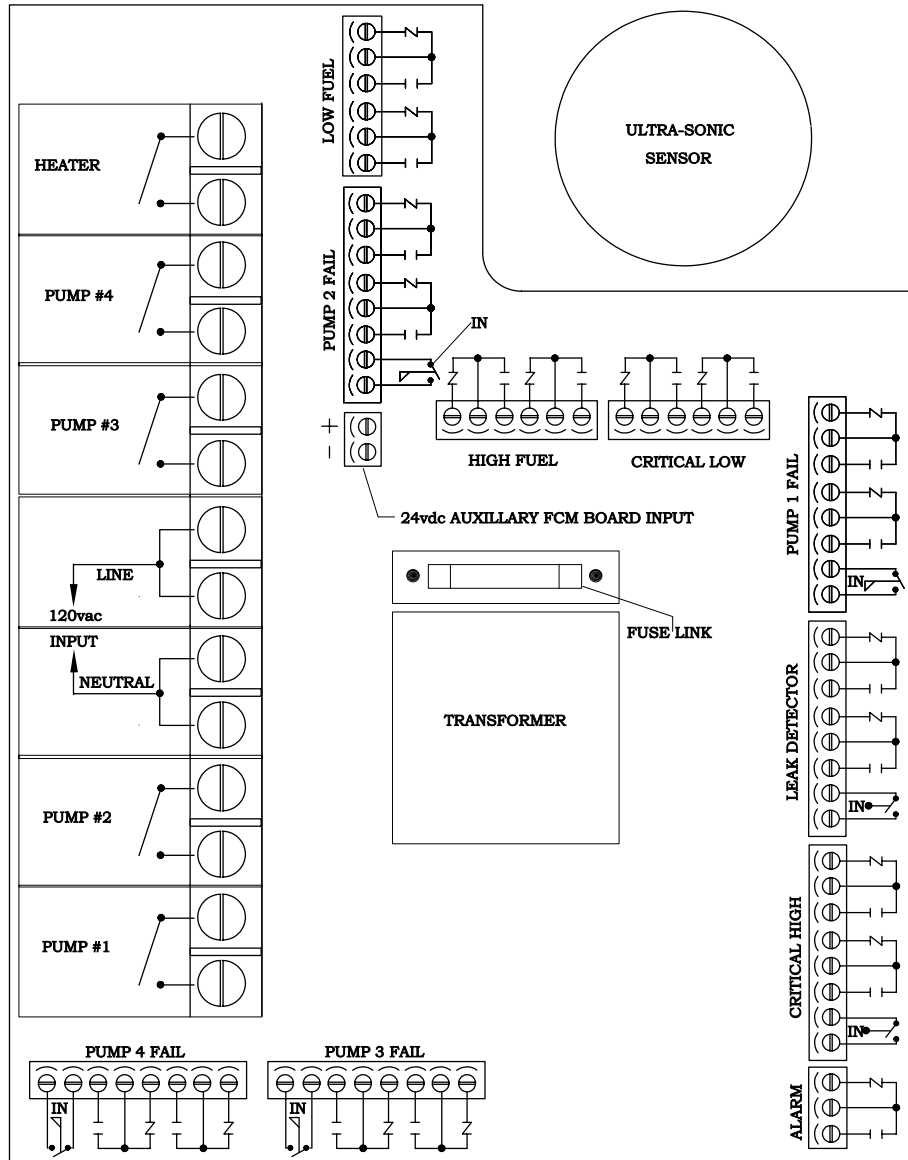 LOW FUEL
ULTRA-SONIC
SENSOR
HEATER
PUMP #4
PUMP 2 FAIL
IN
PUMP #3
- +
HIGH FUEL
CRITICAL LOW
PUMP 1 FAIL
IN
24vdc AUXILLARY FCM BOARD INPUT
LINE
120vac
INPUT
NEUTRAL
FUSE LINK
TRANSFORMER
LEAK DETECTOR
IN
PUMP #2
PUMP #1
CRITICAL HIGH
IN
PUMP 4 FAIL
IN
PUMP 3 FAIL
IN
ALARM